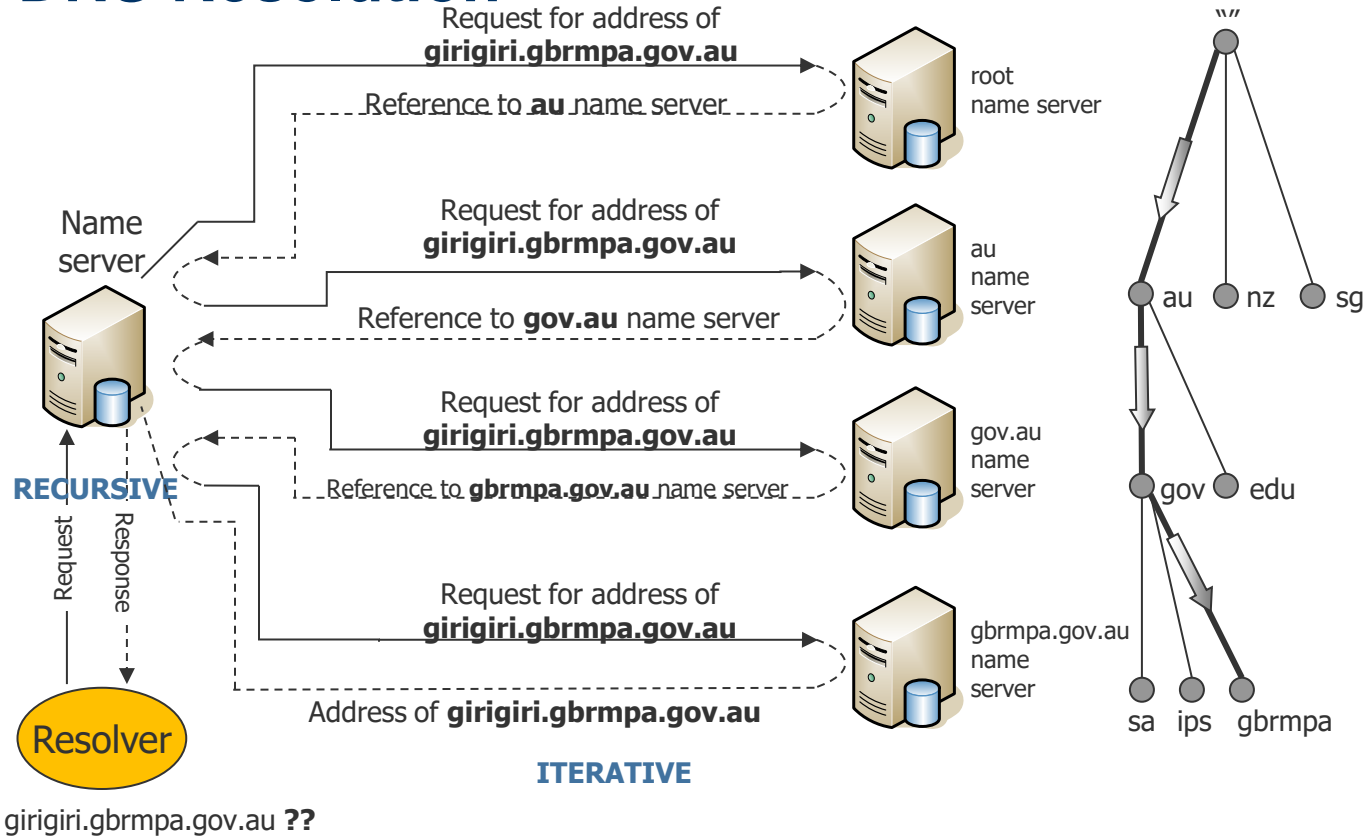 DNS Resolution
Request for address of
girigiri.gbrmpa.gov.au
Reference to au name server
root
name server
""
Name
server
Request for address of
girigiri.gbrmpa.gov.au
au
name
server
au
nz
sg
Reference to gov.au name server
Request for address of
girigiri.gbrmpa.gov.au
gov.au
name
server
RECURSIVE
Reference to gbrmpa.gov.au name server
gov
edu
Request
Response
Request for address of
girigiri.gbrmpa.gov.au
gbrmpa.gov.au
name
server
Address of girigiri.gbrmpa.gov.au
sa
ips
gbrmpa
Resolver
ITERATIVE
girigiri.gbrmpa.gov.au ??